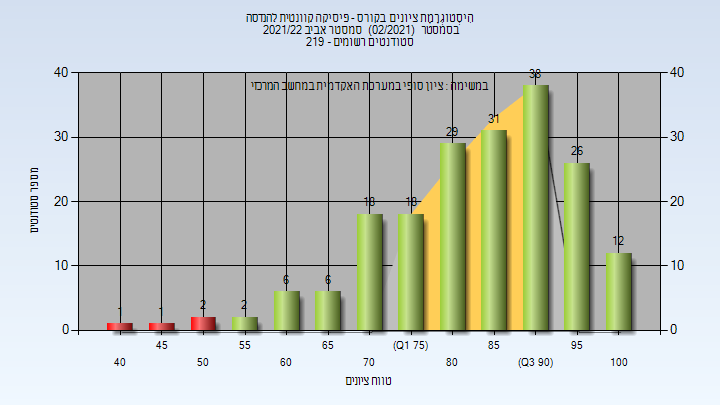 היסטוגרמת ציונים בקורס - פיסיקה קוונטית להנדסה
בסמסטר (02/2021) סמסטר אביב 2021/22
סטודנטים רשומים - 219
במשימה : ציון סופי במערכת האקדמית במחשב המרכזי
מספר סטודנטים
40 30 20 10 0
40 30 20 10 0
1 1 2 2 6 6 18 18 29 31 38 26 12
45 55 65 (Q1 75) 85 95
40 50 60 70 80 (Q3 90) 100
טווח ציונים